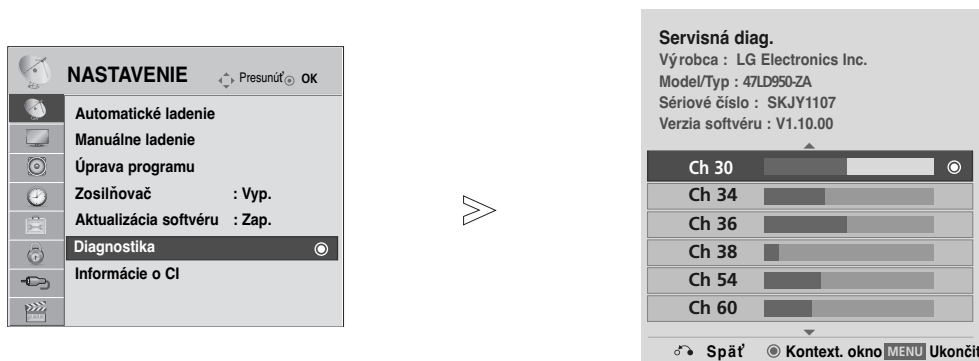 NASTAVENIE Presunúť OK
Automatické ladenie
Manuálne ladenie
Úprava programu
Zosilňovač : Vyp.
Aktualizácia softvéru : Zap.
Diagnostika
Informácie o CI
Servisná diag.
Výrobca : LG Electronics Inc.
Model/Typ : 47LD950-ZA
Sériové číslo : SKJY1107
Verzia softvéru : V1.10.00
Ch 30
Ch 34
Ch 36
Ch 38
Ch 54
Ch 60
Späť Kontext. okno MENU Ukončiť